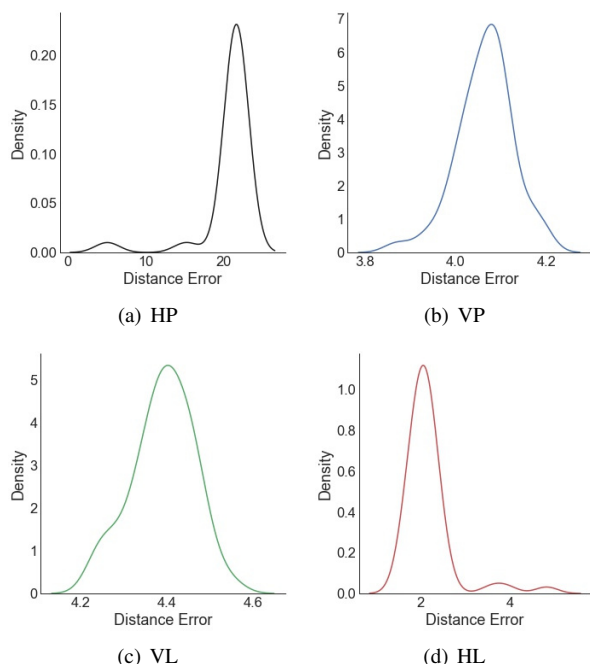 Density
0.20
0.15
0.10
0.05
0.00
0 10 20
Distance Error
(a) HP
Density
7
6
5
4
3
2
1
0
3.8 4.0 4.2
Distance Error
(b) VP
Density
5
4
3
2
1
0
4.2 4.4 4.6
Distance Error
(c) VL
Density
1.0
0.8
0.6
0.4
0.2
0.0
2 4
Distance Error
(d) HL